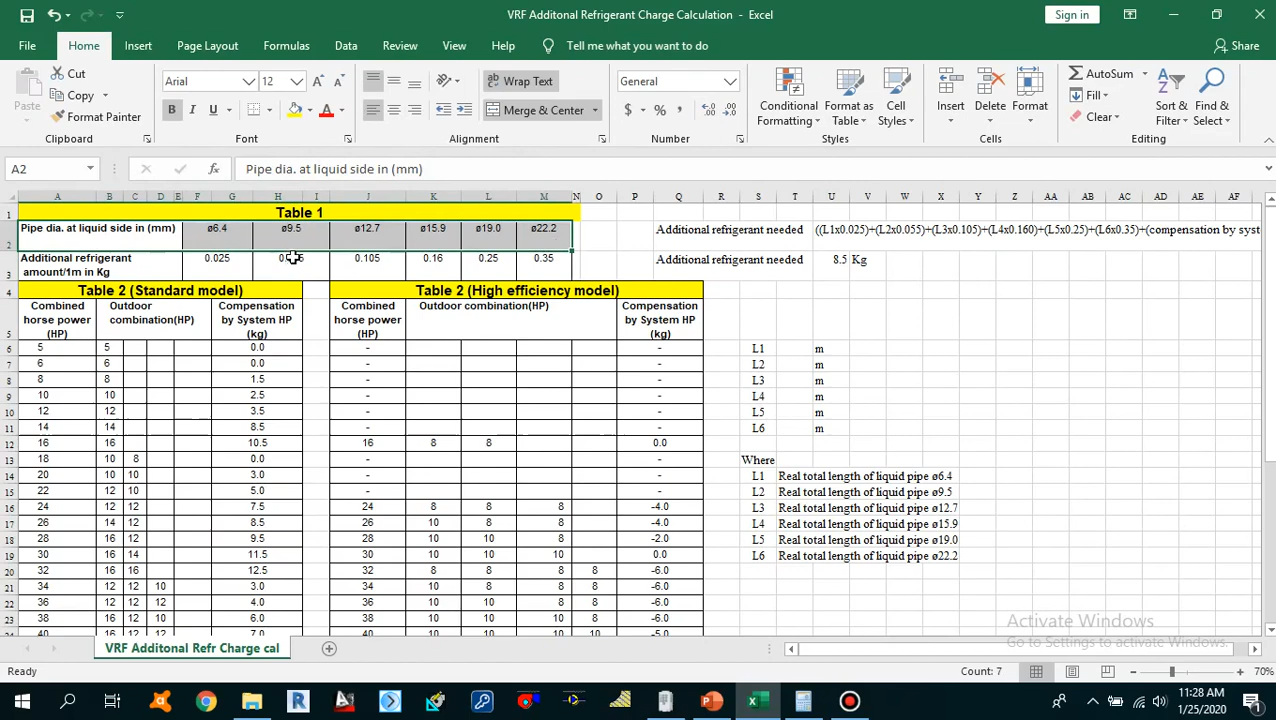 VRF Additonal Refrigerant Charge Calculation - Excel
Sign in
File Home Insert Page Layout Formulas Data Review View Help Tell me what you want to do Share
Cut
Copy
Format Painter
Paste
Clipboard
Arial 12
B I U
Font
Wrap Text
Merge & Center
Alignment
General
$ % ,
Number
Conditional Formatting
Format as Table
Cell Styles
Styles
Insert Delete Format
Cells
AutoSum
Fill
Clear
Sort & Filter
Find & Select
Editing
A2 fx Pipe dia. at liquid side in (mm)
A B C D E F G H I J K L M N O P Q R S T U V W X Y Z AA AB AC AD AE AF
1 Table 1
2 Pipe dia. at liquid side in (mm) ø6.4 ø9.5 ø12.7 ø15.9 ø19.0 ø22.2 Additional refrigerant needed ((L1x0.025)+(L2x0.055)+(L3x0.105)+(L4x0.160)+(L5x0.25)+(L6x0.35)+(compensation by syst
3 Additional refrigerant amount/1m in Kg 0.025 0.105 0.16 0.25 0.35 Additional refrigerant needed 8.5 Kg
4 Table 2 (Standard model) Table 2 (High efficiency model)
5 Combined horse power (HP) Outdoor combination(HP) Compensation by System HP (kg) Combined horse power (HP) Outdoor combination(HP) Compensation by System HP (kg)
6 5 5 0.0 - - L1 m
7 6 6 0.0 - - L2 m
8 8 8 1.5 - - L3 m
9 10 10 2.5 - - L4 m
10 12 12 3.5 - - L5 m
11 14 14 8.5 - - L6 m
12 16 16 10.5 16 8 8 0.0
13 18 10 8 0.0 - - Where
14 20 10 10 3.0 - - L1 Real total length of liquid pipe ø6.4
15 22 12 10 5.0 - - L2 Real total length of liquid pipe ø9.5
16 24 12 12 7.5 24 8 8 8 -4.0 L3 Real total length of liquid pipe ø12.7
17 26 14 12 8.5 26 10 8 8 -4.0 L4 Real total length of liquid pipe ø15.9
18 28 16 12 9.5 28 10 10 8 -2.0 L5 Real total length of liquid pipe ø19.0
19 30 16 14 11.5 30 10 10 10 0.0 L6 Real total length of liquid pipe ø22.2
20 32 16 16 12.5 32 8 8 8 8 -6.0
21 34 12 12 10 3.0 34 10 8 8 8 -6.0
22 36 12 12 12 4.0 36 10 10 8 8 -6.0
23 38 16 12 10 6.0 38 10 10 10 8 -6.0
24 40 16 12 12 7.0 40 10 10 10 10 -5.0
Activate Windows
Go to Settings to activate Windows.
VRF Additonal Refr Charge cal
Ready Count: 7 100%
11:28 AM
1/25/2020